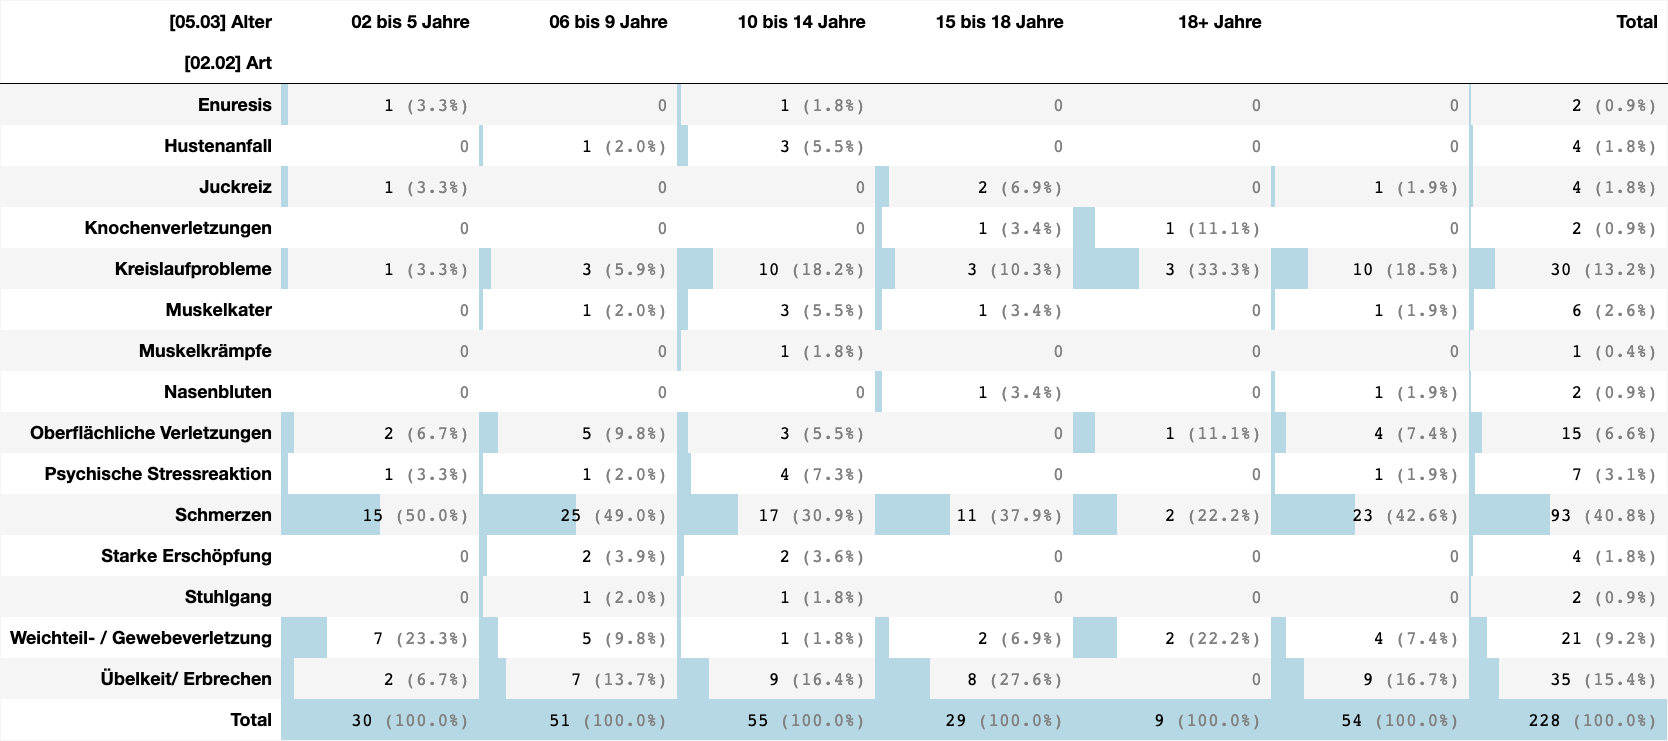 [05.03] Alter 02 bis 5 Jahre 06 bis 9 Jahre 10 bis 14 Jahre 15 bis 18 Jahre 18+ Jahre Total
[02.02] Art
Enuresis 1 (3.3%) 0 1 (1.8%) 0 0 0 2 (0.9%)
Hustenanfall 0 1 (2.0%) 3 (5.5%) 0 0 0 4 (1.8%)
Juckreiz 1 (3.3%) 0 0 2 (6.9%) 0 1 (1.9%) 4 (1.8%)
Knochenverletzungen 0 0 0 1 (3.4%) 1 (11.1%) 0 2 (0.9%)
Kreislaufprobleme 1 (3.3%) 3 (5.9%) 10 (18.2%) 3 (10.3%) 3 (33.3%) 10 (18.5%) 30 (13.2%)
Muskelkater 0 1 (2.0%) 3 (5.5%) 1 (3.4%) 0 1 (1.9%) 6 (2.6%)
Muskelkrämpfe 0 0 1 (1.8%) 0 0 0 1 (0.4%)
Nasenbluten 0 0 0 1 (3.4%) 0 1 (1.9%) 2 (0.9%)
Oberflächliche Verletzungen 2 (6.7%) 5 (9.8%) 3 (5.5%) 0 1 (11.1%) 4 (7.4%) 15 (6.6%)
Psychische Stressreaktion 1 (3.3%) 1 (2.0%) 4 (7.3%) 0 0 1 (1.9%) 7 (3.1%)
Schmerzen 15 (50.0%) 25 (49.0%) 17 (30.9%) 11 (37.9%) 2 (22.2%) 23 (42.6%) 93 (40.8%)
Starke Erschöpfung 0 2 (3.9%) 2 (3.6%) 0 0 0 4 (1.8%)
Stuhlgang 0 1 (2.0%) 1 (1.8%) 0 0 0 2 (0.9%)
Weichteil- / Gewebeverletzung 7 (23.3%) 5 (9.8%) 1 (1.8%) 2 (6.9%) 2 (22.2%) 4 (7.4%) 21 (9.2%)
Übelkeit/ Erbrechen 2 (6.7%) 7 (13.7%) 9 (16.4%) 8 (27.6%) 0 9 (16.7%) 35 (15.4%)
Total 30 (100.0%) 51 (100.0%) 55 (100.0%) 29 (100.0%) 9 (100.0%) 54 (100.0%) 228 (100.0%)